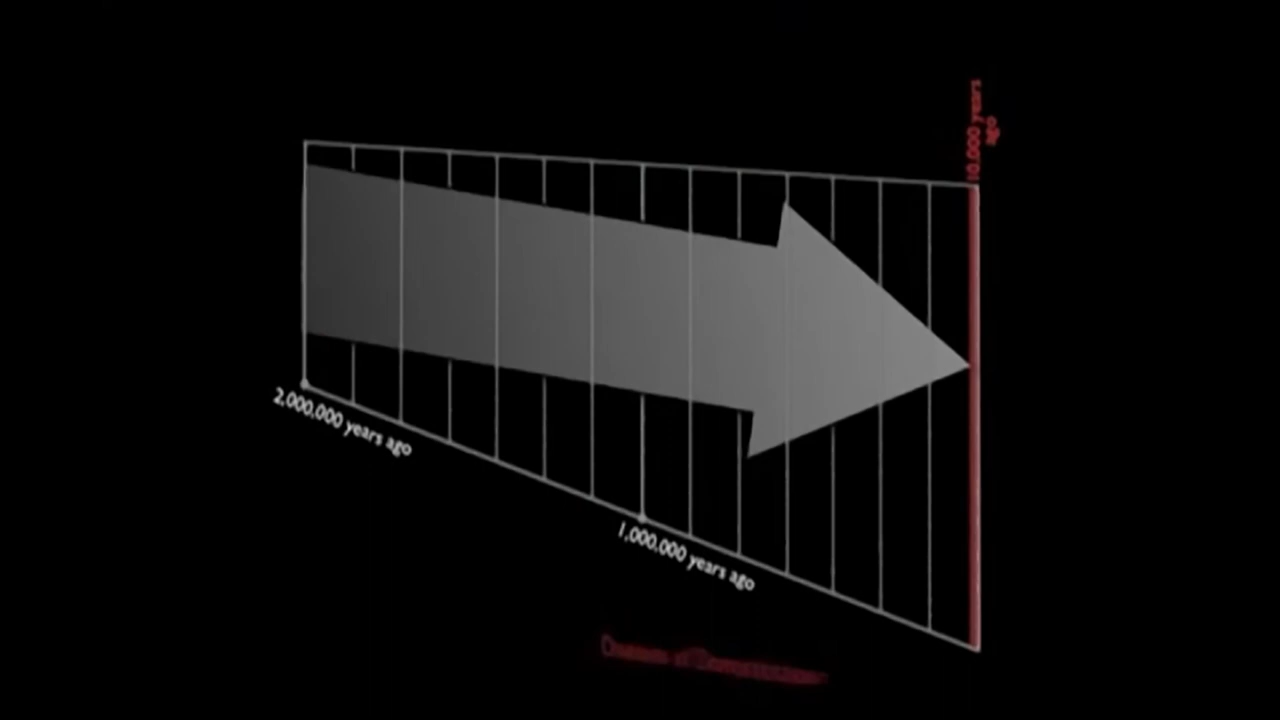 10,000 years
ago
2,000,000 years ago
1,000,000 years ago